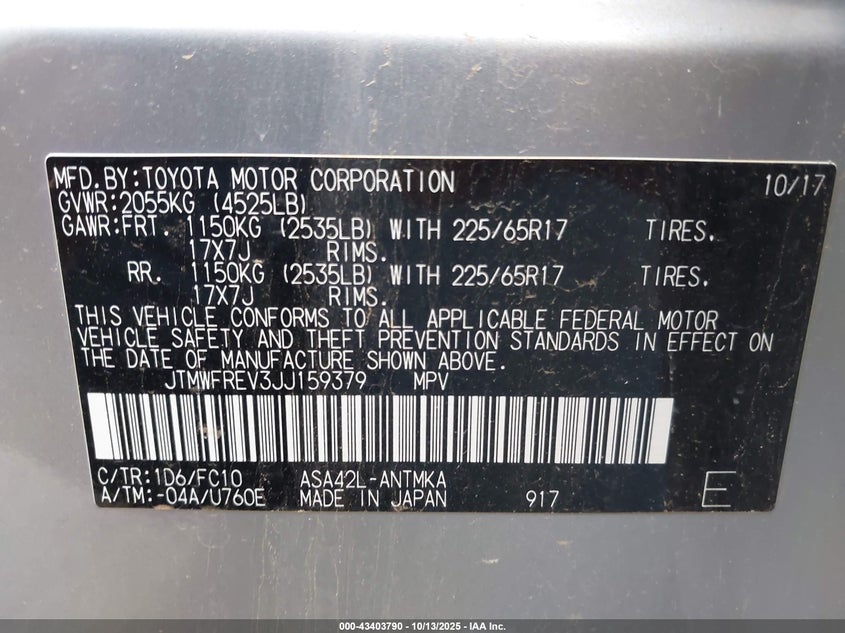 MFD.BY:TOYOTA MOTOR CORPORATION 10/17
GVWR:2055KG (4525LB)
GAWR:FRT. 1150KG (2535LB) WITH 225/65R17 TIRES.
17X7J RIMS.
RR. 1150KG (2535LB) WITH 225/65R17 TIRES.
17X7J RIMS.
THIS VEHICLE CONFORMS TO ALL APPLICABLE FEDERAL MOTOR
VEHICLE SAFETY AND THEFT PREVENTION STANDARDS IN EFFECT ON
THE DATE OF MANUFACTURE SHOWN ABOVE.
JTMWFREV3JJ159379 MPV
C/TR:1D6/FC10 ASA42L-ANTMKA
A/TM:-04A/U760E MADE IN JAPAN 917 E
000-43403790 - 10/13/2025 - IAA Inc.